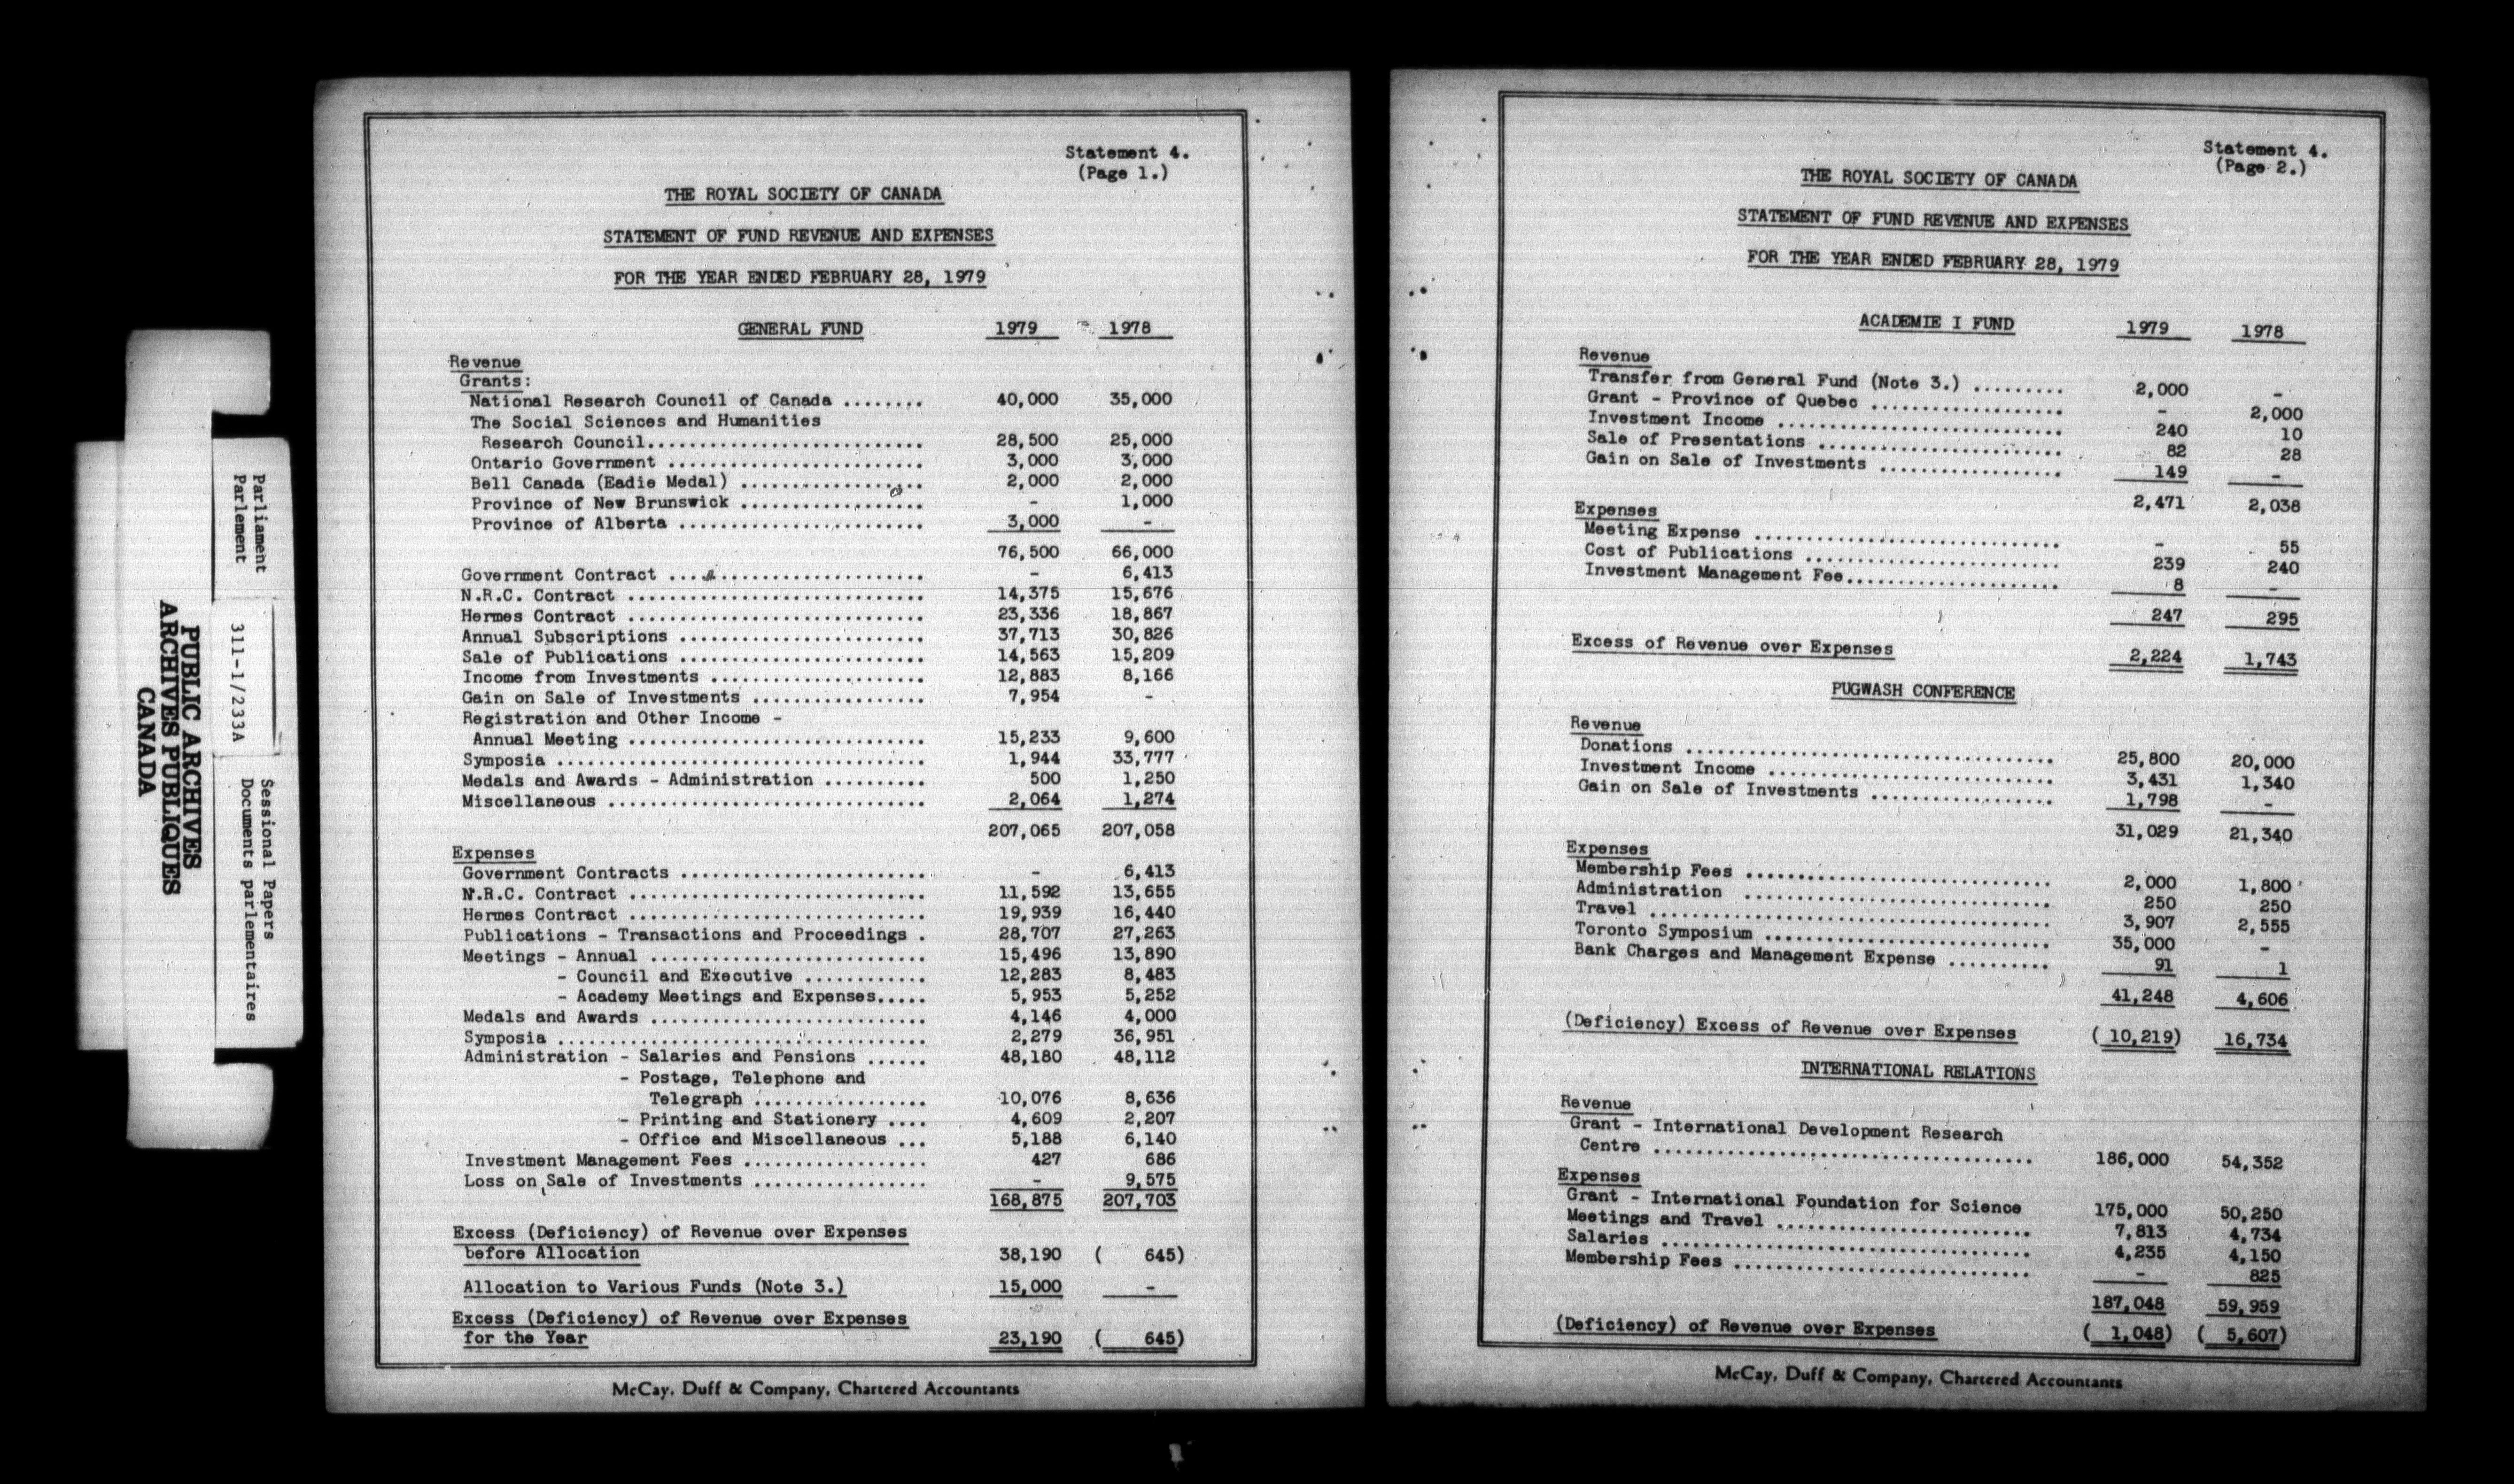 Parliament
Parlement
311-1/233A
Sessional Papers
Documents parlementaires
PUBLIC ARCHIVES
ARCHIVES PUBLIQUES
CANADA
Statement 4.
(Page 1.)
THE ROYAL SOCIETY OF CANADA
STATEMENT OF FUND REVENUE AND EXPENSES
FOR THE YEAR ENDED FEBRUARY 28, 1979
GENERAL FUND 1979 1978
Revenue
Grants:
National Research Council of Canada ........ 40,000 35,000
The Social Sciences and Humanities
Research Council.......................... 28,500 25,000
Ontario Government ......................... 3,000 3,000
Bell Canada (Eadie Medal) .................. 2,000 2,000
Province of New Brunswick .................. - 1,000
Province of Alberta ........................ 3,000 -
76,500 66,000
Government Contract ......................... - 6,413
N.R.C. Contract ............................. 14,375 15,676
Hermes Contract ............................. 23,336 18,867
Annual Subscriptions ........................ 37,713 30,826
Sale of Publications ........................ 14,563 15,209
Income from Investments ..................... 12,883 8,166
Gain on Sale of Investments ................. 7,954 -
Registration and Other Income -
Annual Meeting ............................. 15,233 9,600
Symposia .................................... 1,944 33,777
Medals and Awards - Administration .......... 500 1,250
Miscellaneous ............................... 2,064 1,274
207,065 207,058
Expenses
Government Contracts ........................ - 6,413
N.R.C. Contract ............................. 11,592 13,655
Hermes Contract ............................. 19,939 16,440
Publications - Transactions and Proceedings . 28,707 27,263
Meetings - Annual ........................... 15,496 13,890
- Council and Executive ............ 12,283 8,483
- Academy Meetings and Expenses..... 5,953 5,252
Medals and Awards ........................... 4,146 4,000
Symposia .................................... 2,279 36,951
Administration - Salaries and Pensions ...... 48,180 48,112
- Postage, Telephone and
Telegraph ................. 10,076 8,636
- Printing and Stationery .... 4,609 2,207
- Office and Miscellaneous ... 5,188 6,140
Investment Management Fees .................. 427 686
Loss on Sale of Investments ................. - 9,575
168,875 207,703
Excess (Deficiency) of Revenue over Expenses
before Allocation 38,190 ( 645)
Allocation to Various Funds (Note 3.) 15,000 -
Excess (Deficiency) of Revenue over Expenses
for the Year 23,190 ( 645)
McCay, Duff & Company, Chartered Accountants
Statement 4.
(Page 2.)
THE ROYAL SOCIETY OF CANADA
STATEMENT OF FUND REVENUE AND EXPENSES
FOR THE YEAR ENDED FEBRUARY 28, 1979
ACADEMIE I FUND 1979 1978
Revenue
Transfer from General Fund (Note 3.) ......... 2,000 -
Grant - Province of Quebec ................... - 2,000
Investment Income ............................ 240 10
Sale of Presentations ........................ 82 28
Gain on Sale of Investments .................. 149 -
2,471 2,038
Expenses
Meeting Expense .............................. - 55
Cost of Publications ......................... 239 240
Investment Management Fee..................... 8 -
247 295
Excess of Revenue over Expenses 2,224 1,743
PUGWASH CONFERENCE
Revenue
Donations .................................... 25,800 20,000
Investment Income ............................ 3,431 1,340
Gain on Sale of Investments .................. 1,798 -
31,029 21,340
Expenses
Membership Fees .............................. 2,000 1,800
Administration .............................. 250 250
Travel ....................................... 3,907 2,555
Toronto Symposium ............................ 35,000 -
Bank Charges and Management Expense .......... 91 1
41,248 4,606
(Deficiency) Excess of Revenue over Expenses ( 10,219) 16,734
INTERNATIONAL RELATIONS
Revenue
Grant - International Development Research
Centre ..................................... 186,000 54,352
Expenses
Grant - International Foundation for Science 175,000 50,250
Meetings and Travel ......................... 7,813 4,734
Salaries .................................... 4,235 4,150
Membership Fees ............................. - 825
187,048 59,959
(Deficiency) of Revenue over Expenses ( 1,048) ( 5,607)
McCay, Duff & Company, Chartered Accountants